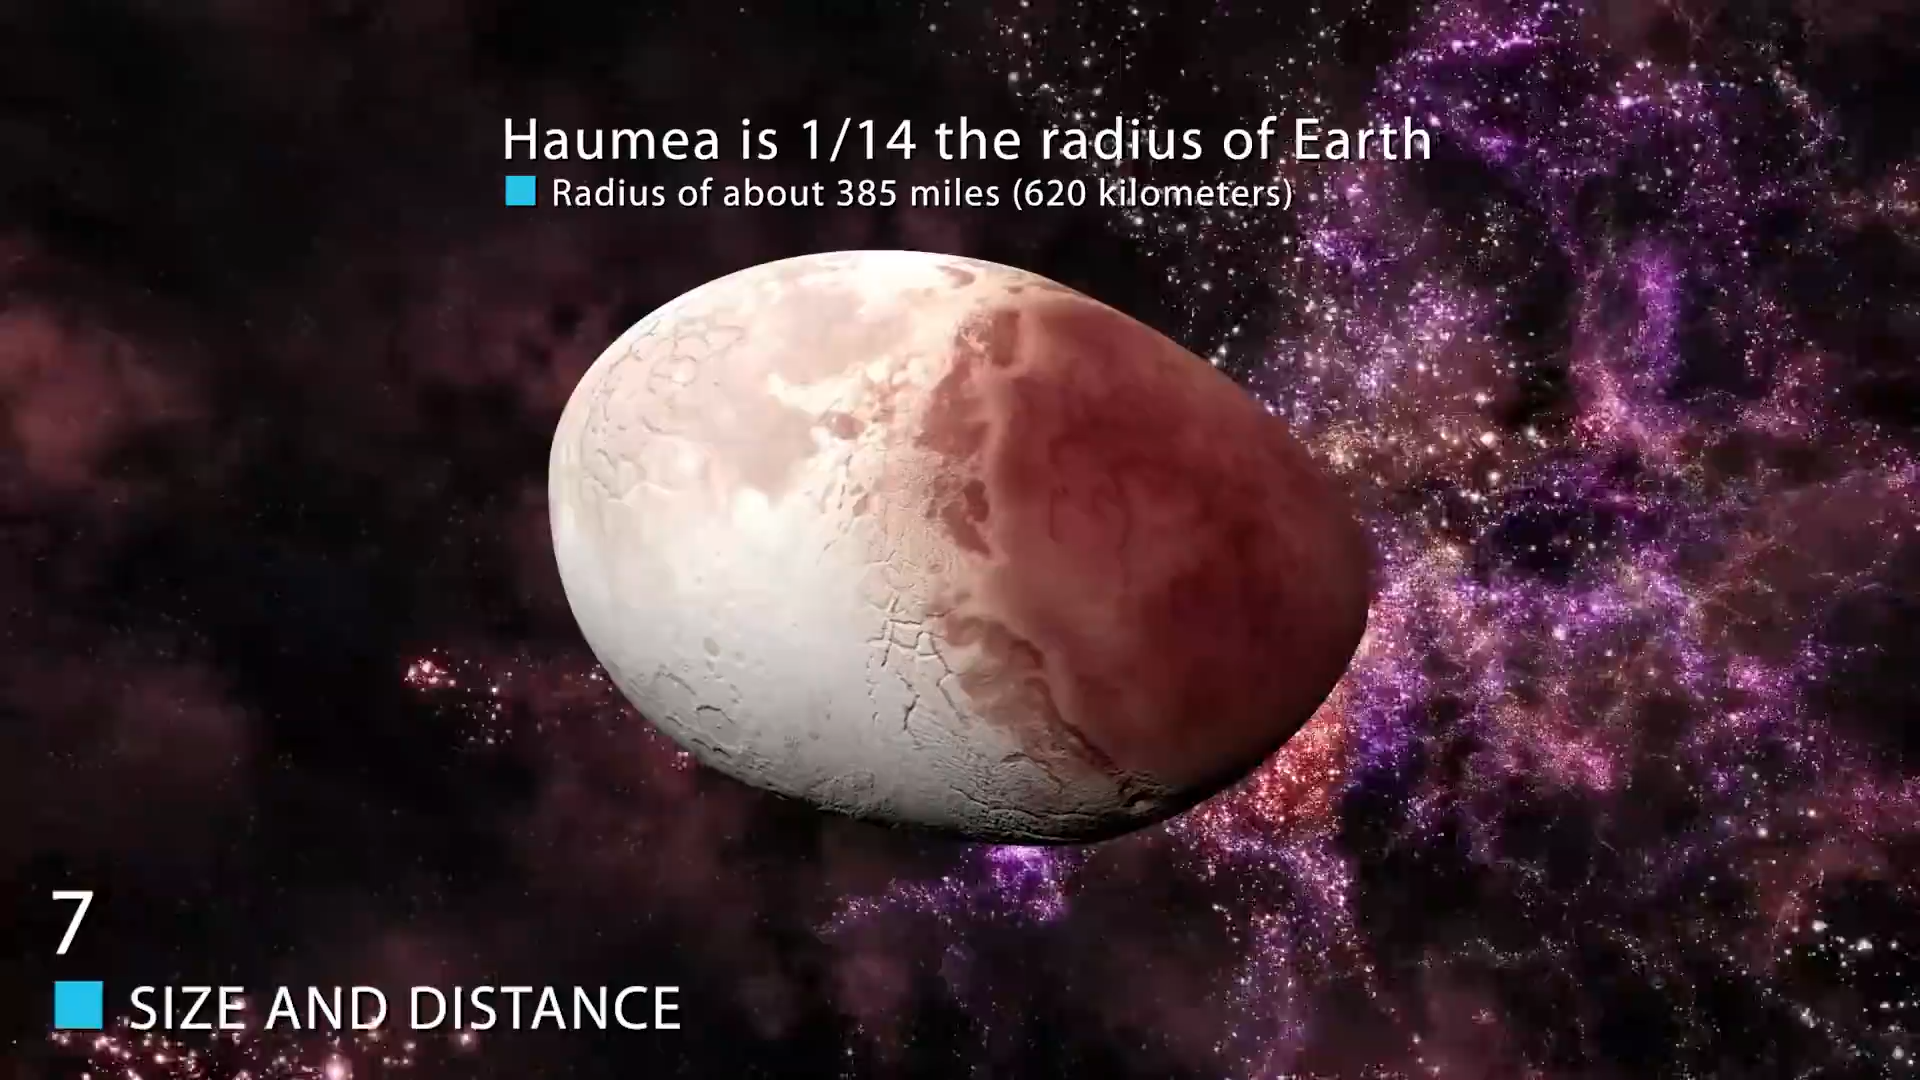 Haumea is 1/14 the radius of Earth
Radius of about 385 miles (620 kilometers)
7
SIZE AND DISTANCE